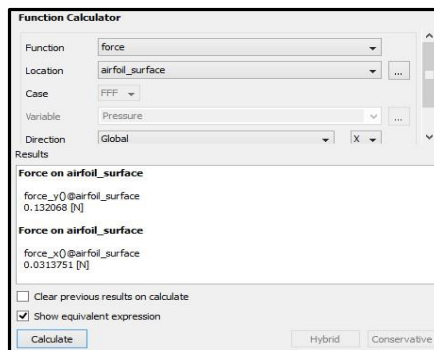 Function Calculator
Function force
Location airfoil_surface ...
Case FFF
Variable Pressure ...
Direction Global X
Results
Force on airfoil_surface
force_y()@airfoil_surface
0.132068 [N]
Force on airfoil_surface
force_x()@airfoil_surface
0.0313751 [N]
Clear previous results on calculate
Show equivalent expression
Calculate Hybrid Conservative